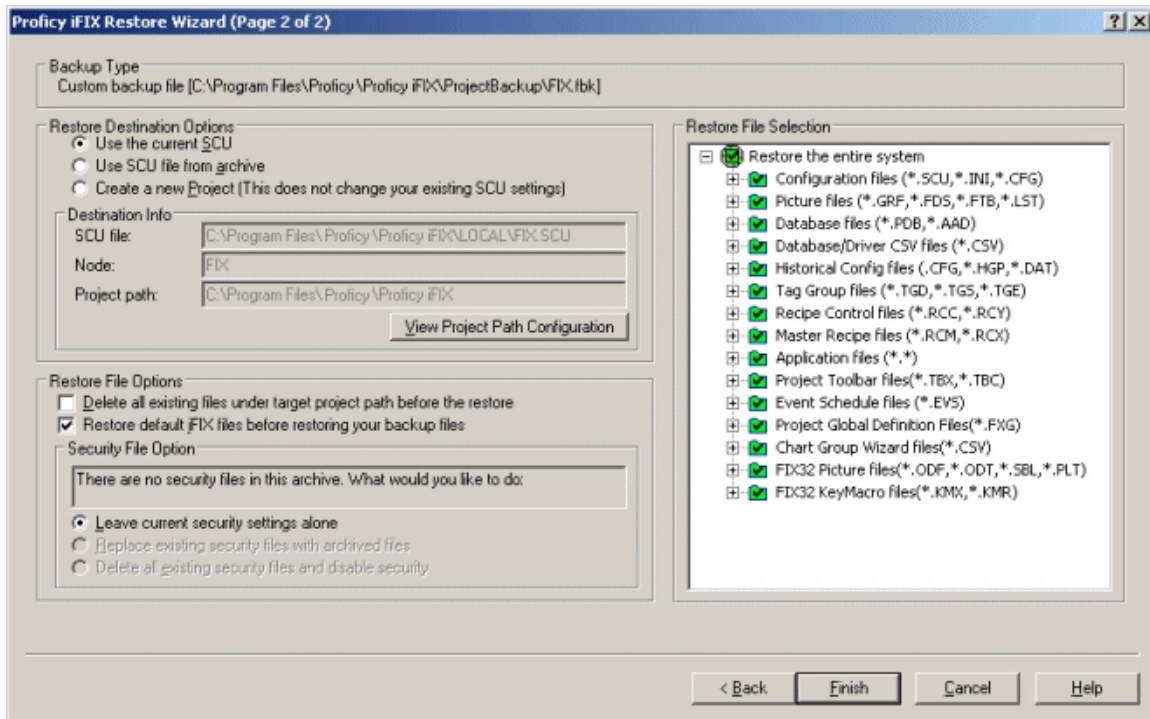 Proficy iFIX Restore Wizard (Page 2 of 2)
Backup Type
Custom backup file [C:\Program Files\Proficy\Proficy iFIX\ProjectBackup\FIX.fbk]
Restore Destination Options
Use the current SCU
Use SCU file from archive
Create a new Project (This does not change your existing SCU settings)
Destination Info
SCU file: C:\Program Files\Proficy\Proficy iFIX\LOCAL\FIX.SCU
Node: FIX
Project path: C:\Program Files\Proficy\Proficy iFIX
View Project Path Configuration
Restore File Options
Delete all existing files under target project path before the restore
Restore default iFIX files before restoring your backup files
Security File Option
There are no security files in this archive. What would you like to do:
Leave current security settings alone
Replace existing security files with archived files
Delete all existing security files and disable security
Restore File Selection
Restore the entire system
Configuration files (*.SCU,*.INI,*.CFG)
Picture files (*.GRF,*.FDS,*.FTB,*.LST)
Database files (*.PDB,*.AAD)
Database/Driver CSV files (*.CSV)
Historical Config files (.CFG,*.HGP,*.DAT)
Tag Group files (*.TGD,*.TGS,*.TGE)
Recipe Control files (*.RCC,*.RCY)
Master Recipe files (*.RCM,*.RCX)
Application files (*.*)
Project Toolbar files(*.TBX,*.TBC)
Event Schedule files (*.EVS)
Project Global Definition Files(*.FXG)
Chart Group Wizard files(*.CSV)
FIX32 Picture files(*.ODF,*.ODT,*.SBL,*.PLT)
FIX32 KeyMacro files(*.KMX,*.KMR)
< Back
Finish
Cancel
Help